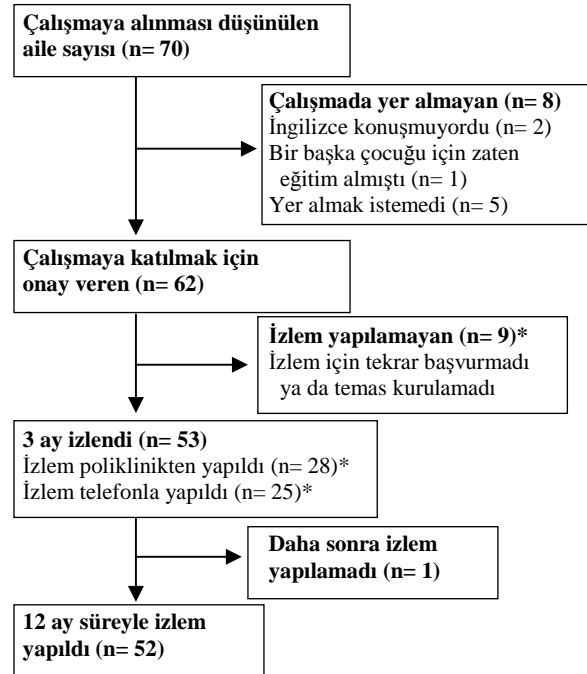 Çalışmaya alınması düşünülen
aile sayısı (n= 70)
Çalışmada yer almayan (n= 8)
İngilizce konuşmuyordu (n= 2)
Bir başka çocuğu için zaten
eğitim almıştı (n= 1)
Yer almak istemedi (n= 5)
Çalışmaya katılmak için
onay veren (n= 62)
İzlem yapılamayan (n= 9)*
İzlem için tekrar başvurmadı
ya da temas kurulamadı
3 ay izlendi (n= 53)
İzlem poliklinikten yapıldı (n= 28)*
İzlem telefonla yapıldı (n= 25)*
Daha sonra izlem
yapılamadı (n= 1)
12 ay süreyle izlem
yapıldı (n= 52)